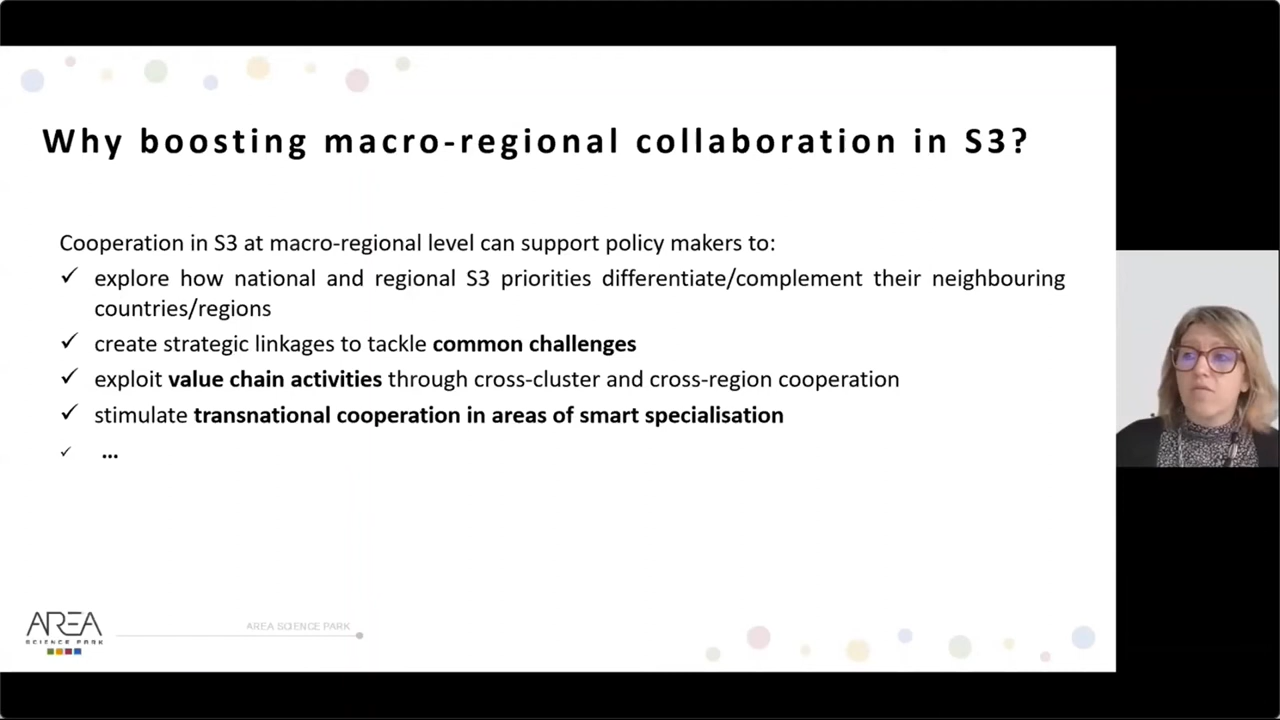 Why boosting macro-regional collaboration in S3?
Cooperation in S3 at macro-regional level can support policy makers to:
✓ explore how national and regional S3 priorities differentiate/complement their neighbouring
countries/regions
✓ create strategic linkages to tackle common challenges
✓ exploit value chain activities through cross-cluster and cross-region cooperation
✓ stimulate transnational cooperation in areas of smart specialisation
✓ ...
AREA
SCIENCE PARK
AREA SCIENCE PARK